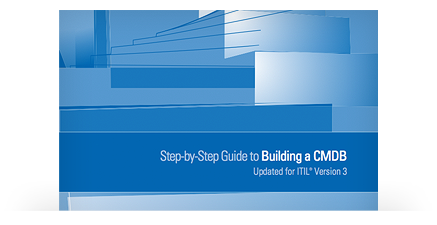 Step-by-Step Guide to Building a CMDB
Updated for ITIL® Version 3